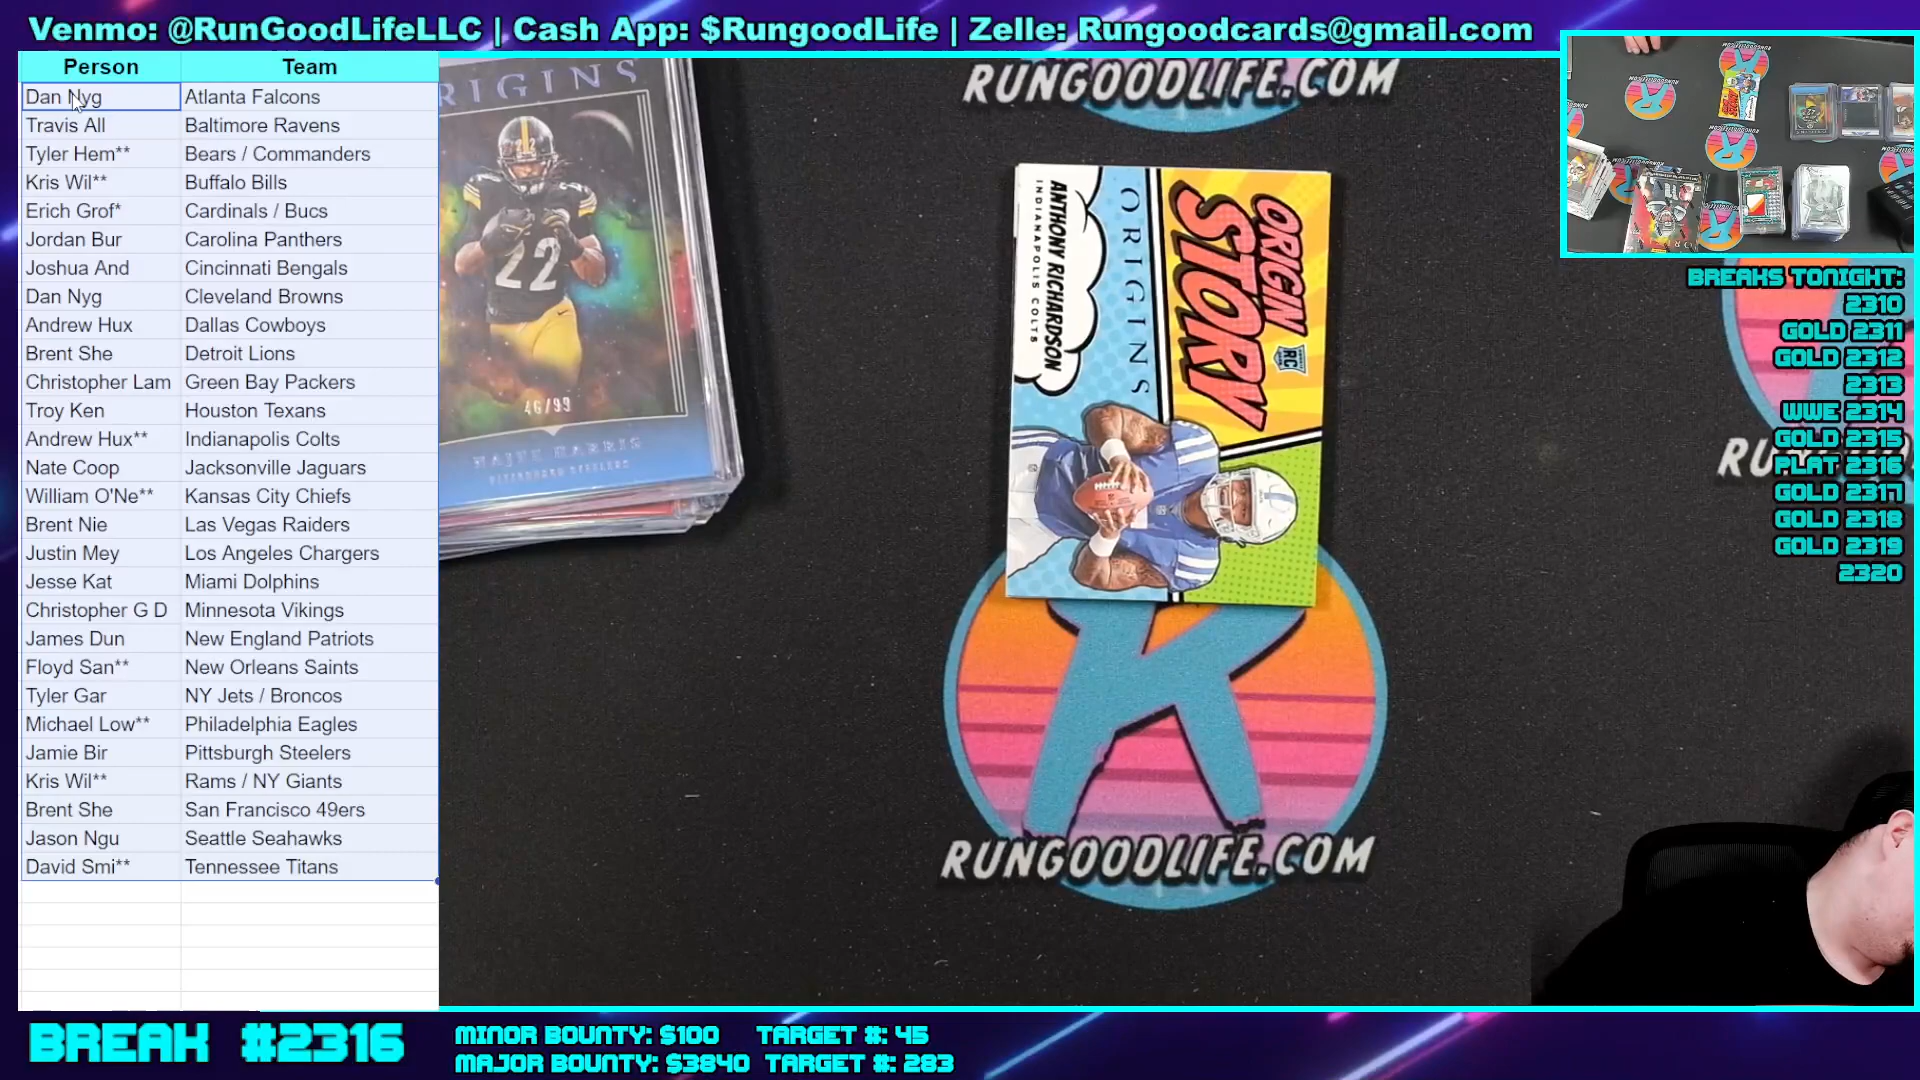 Venmo: @RunGoodLifeLLC | Cash App: $RungoodLife | Zelle: Rungoodcards@gmail.com
Person Team
Dan Nyg Atlanta Falcons
Travis All Baltimore Ravens
Tyler Hem** Bears / Commanders
Kris Wil** Buffalo Bills
Erich Grof* Cardinals / Bucs
Jordan Bur Carolina Panthers
Joshua And Cincinnati Bengals
Dan Nyg Cleveland Browns
Andrew Hux Dallas Cowboys
Brent She Detroit Lions
Christopher Lam Green Bay Packers
Troy Ken Houston Texans
Andrew Hux** Indianapolis Colts
Nate Coop Jacksonville Jaguars
William O'Ne** Kansas City Chiefs
Brent Nie Las Vegas Raiders
Justin Mey Los Angeles Chargers
Jesse Kat Miami Dolphins
Christopher G D Minnesota Vikings
James Dun New England Patriots
Floyd San** New Orleans Saints
Tyler Gar NY Jets / Broncos
Michael Low** Philadelphia Eagles
Jamie Bir Pittsburgh Steelers
Kris Wil** Rams / NY Giants
Brent She San Francisco 49ers
Jason Ngu Seattle Seahawks
David Smi** Tennessee Titans
RIGINS
22
46/99
NAJEE HARRIS
PITTSBURGH STEELERS
RUNGOODLIFE.COM
ORIGIN
STORY
RC
ORIGINS
ANTHONY RICHARDSON
INDIANAPOLIS COLTS
RUNGOODLIFE.COM
RU
BREAKS TONIGHT:
2310
GOLD 2311
GOLD 2312
2313
WWE 2314
GOLD 2315
PLAT 2316
GOLD 2317
GOLD 2318
GOLD 2319
2320
BREAK #2316
MINOR BOUNTY: $100 TARGET #: 45
MAJOR BOUNTY: $3840 TARGET #: 283